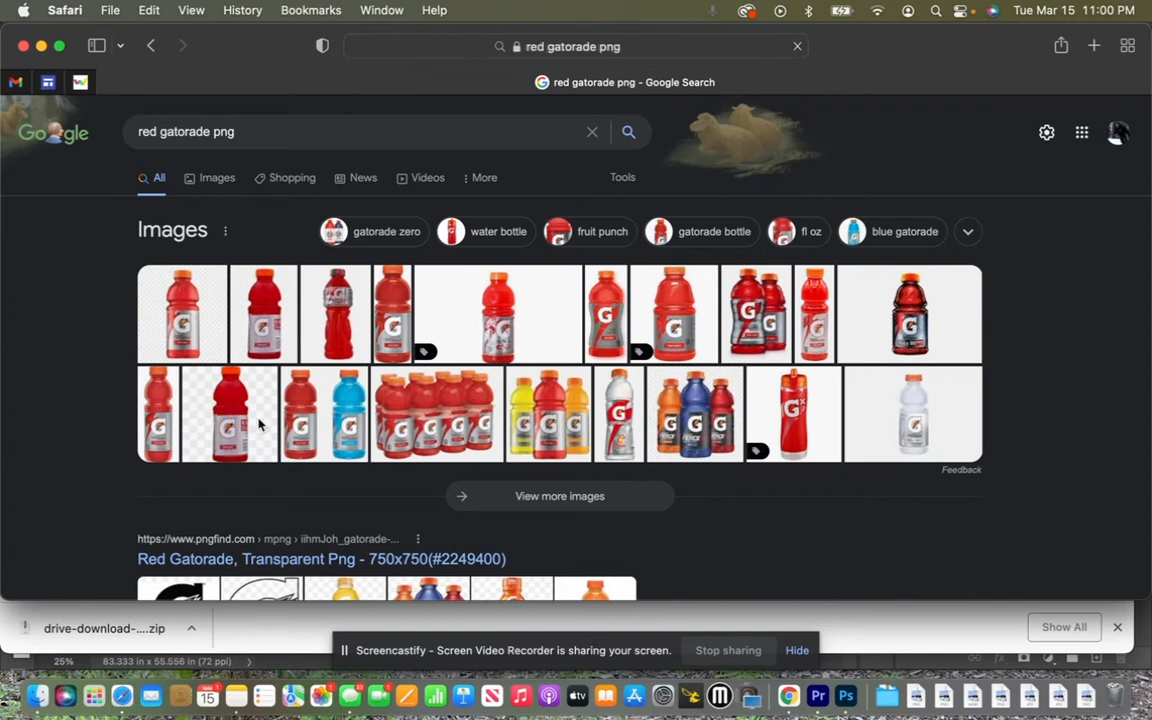 Safari File Edit View History Bookmarks Window Help Tue Mar 15 11:00 PM
red gatorade png
red gatorade png - Google Search
Google
red gatorade png
All Images Shopping News Videos More Tools
Images
gatorade zero water bottle fruit punch gatorade bottle fl oz blue gatorade
View more images
Feedback
https://www.pngfind.com › mpng › iihmJoh_gatorade-...
Red Gatorade, Transparent Png - 750x750(#2249400)
drive-download-....zip
Show All
Screencastify - Screen Video Recorder is sharing your screen. Stop sharing Hide
25% 83.333 in x 55.556 in (72 ppi)